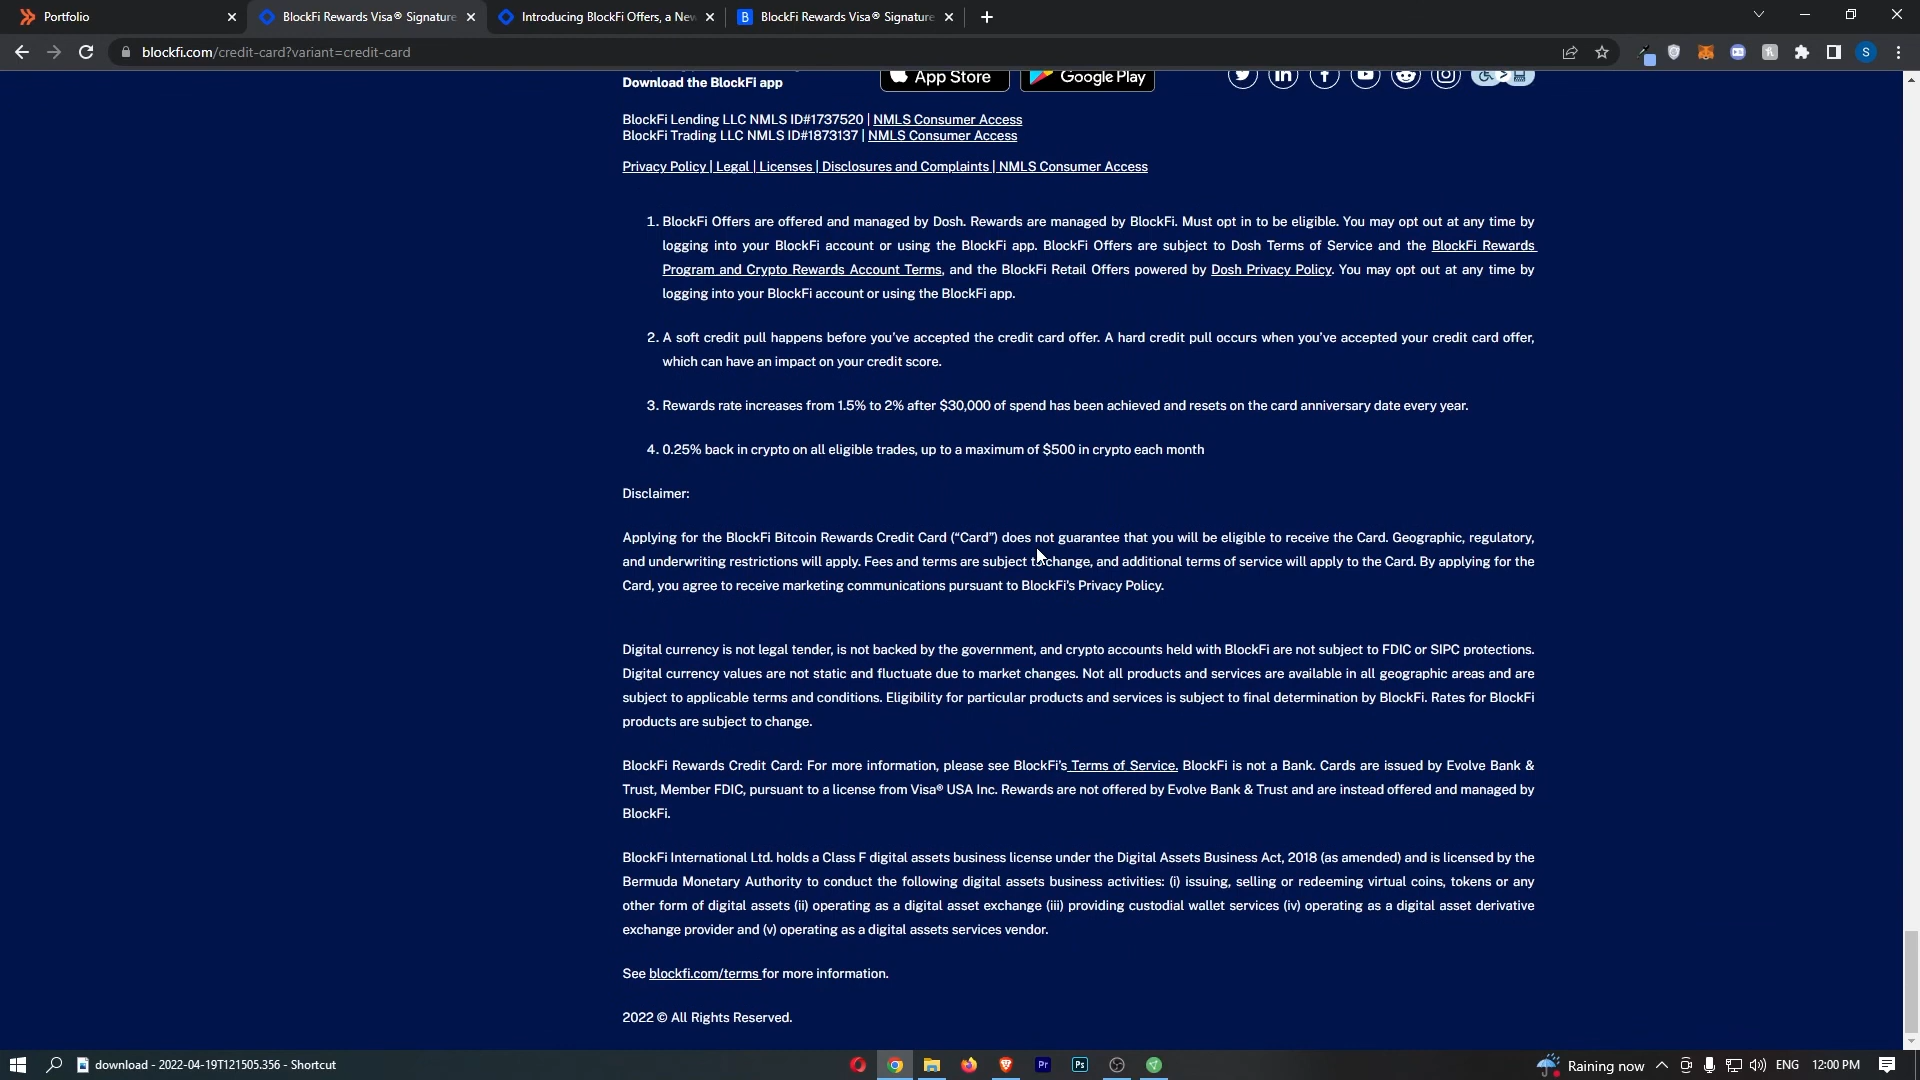 Portfolio
BlockFi Rewards Visa® Signature
Introducing BlockFi Offers, a New
BlockFi Rewards Visa® Signature
blockfi.com/credit-card?variant=credit-card
S
Download the BlockFi app
App Store
Google Play
BlockFi Lending LLC NMLS ID#1737520 | NMLS Consumer Access
BlockFi Trading LLC NMLS ID#1873137 | NMLS Consumer Access
Privacy Policy | Legal | Licenses | Disclosures and Complaints | NMLS Consumer Access
1. BlockFi Offers are offered and managed by Dosh. Rewards are managed by BlockFi. Must opt in to be eligible. You may opt out at any time by
logging into your BlockFi account or using the BlockFi app. BlockFi Offers are subject to Dosh Terms of Service and the BlockFi Rewards
Program and Crypto Rewards Account Terms, and the BlockFi Retail Offers powered by Dosh Privacy Policy. You may opt out at any time by
logging into your BlockFi account or using the BlockFi app.
2. A soft credit pull happens before you've accepted the credit card offer. A hard credit pull occurs when you've accepted your credit card offer,
which can have an impact on your credit score.
3. Rewards rate increases from 1.5% to 2% after $30,000 of spend has been achieved and resets on the card anniversary date every year.
4. 0.25% back in crypto on all eligible trades, up to a maximum of $500 in crypto each month
Disclaimer:
Applying for the BlockFi Bitcoin Rewards Credit Card (“Card”) does not guarantee that you will be eligible to receive the Card. Geographic, regulatory,
and underwriting restrictions will apply. Fees and terms are subject to change, and additional terms of service will apply to the Card. By applying for the
Card, you agree to receive marketing communications pursuant to BlockFi's Privacy Policy.
Digital currency is not legal tender, is not backed by the government, and crypto accounts held with BlockFi are not subject to FDIC or SIPC protections.
Digital currency values are not static and fluctuate due to market changes. Not all products and services are available in all geographic areas and are
subject to applicable terms and conditions. Eligibility for particular products and services is subject to final determination by BlockFi. Rates for BlockFi
products are subject to change.
BlockFi Rewards Credit Card: For more information, please see BlockFi's Terms of Service. BlockFi is not a Bank. Cards are issued by Evolve Bank &
Trust, Member FDIC, pursuant to a license from Visa® USA Inc. Rewards are not offered by Evolve Bank & Trust and are instead offered and managed by
BlockFi.
BlockFi International Ltd. holds a Class F digital assets business license under the Digital Assets Business Act, 2018 (as amended) and is licensed by the
Bermuda Monetary Authority to conduct the following digital assets business activities: (i) issuing, selling or redeeming virtual coins, tokens or any
other form of digital assets (ii) operating as a digital asset exchange (iii) providing custodial wallet services (iv) operating as a digital asset derivative
exchange provider and (v) operating as a digital assets services vendor.
See blockfi.com/terms for more information.
2022 © All Rights Reserved.
download - 2022-04-19T121505.356 - Shortcut
Pr
Ps
Raining now
ENG
12:00 PM